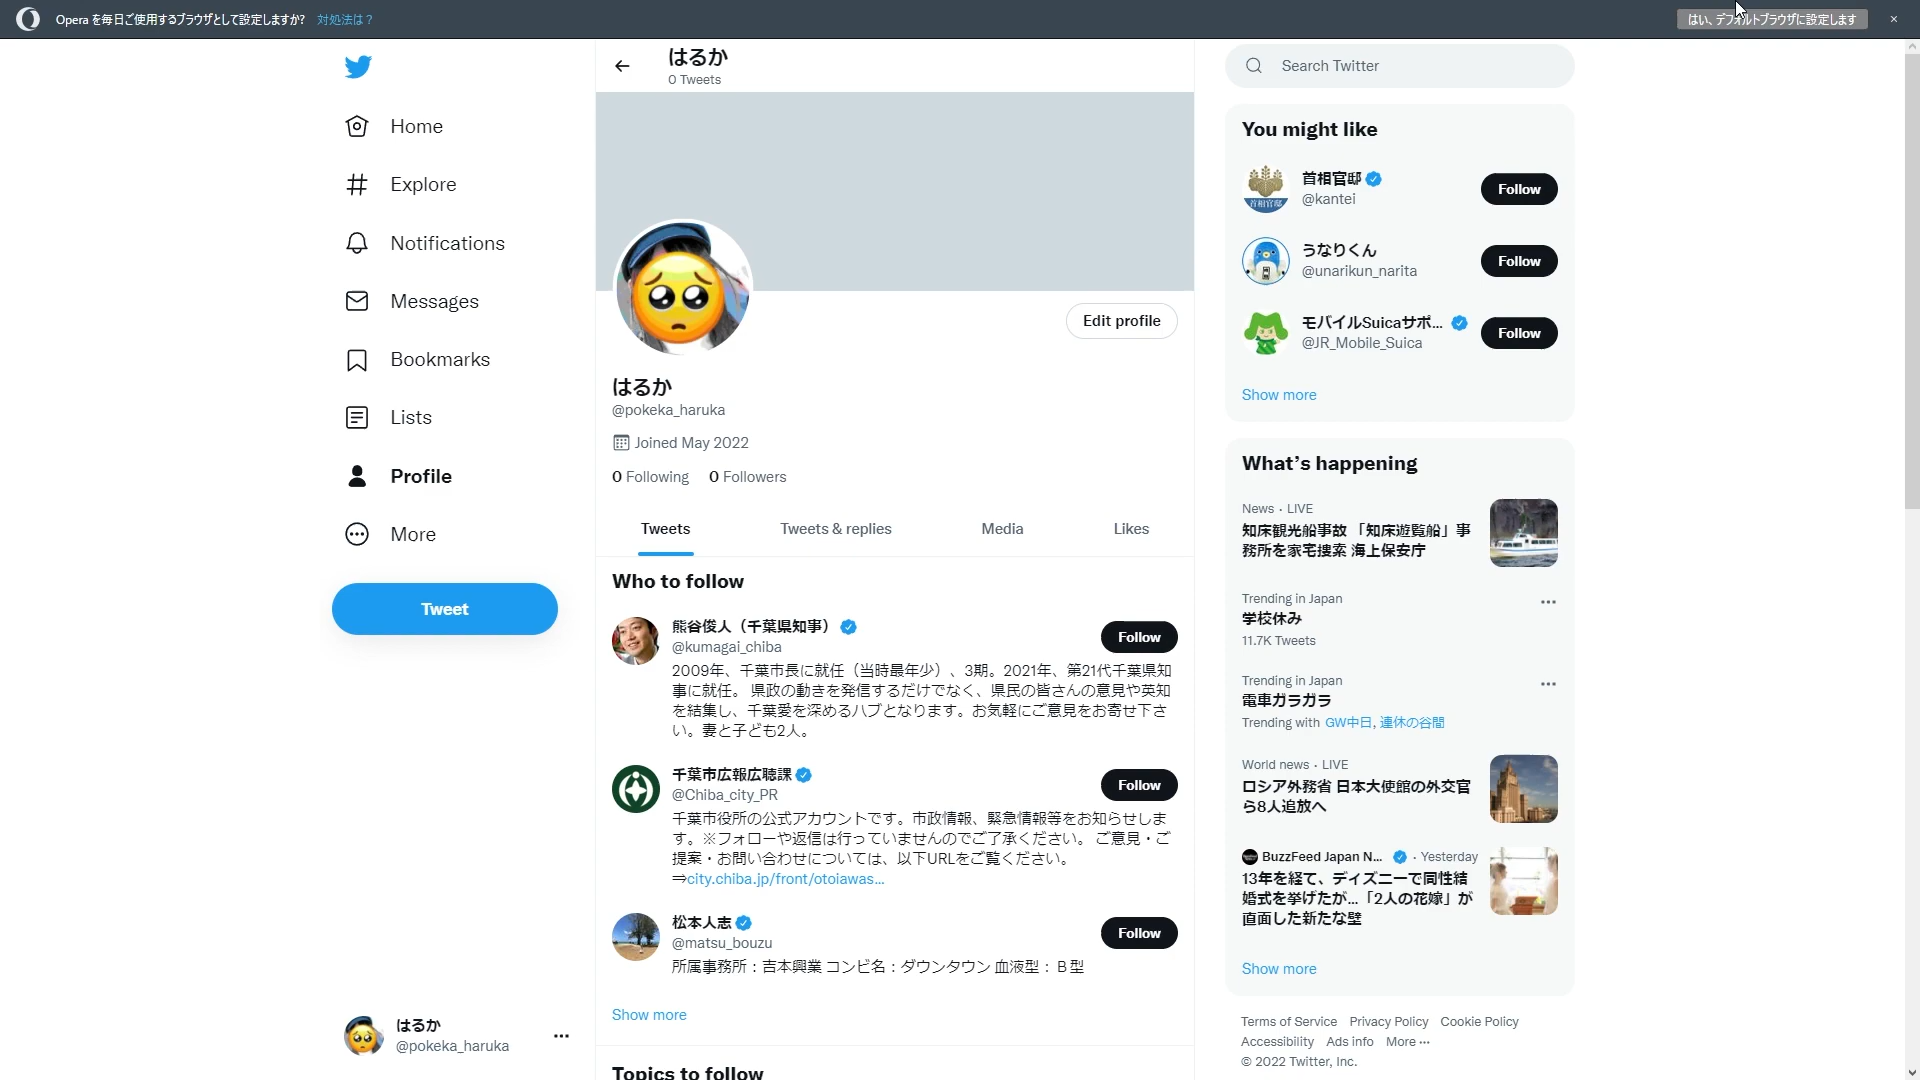 Opera を毎日ご使用するブラウザとして設定しますか? 対処法は？
はい、デフォルトブラウザに設定します
Home
Explore
Notifications
Messages
Bookmarks
Lists
Profile
More
Tweet
はるか
@pokeka_haruka
はるか
0 Tweets
Edit profile
はるか
@pokeka_haruka
Joined May 2022
0 Following 0 Followers
Tweets Tweets & replies Media Likes
Who to follow
熊谷俊人（千葉県知事）
@kumagai_chiba
Follow
2009年、千葉市長に就任（当時最年少）、3期。2021年、第21代千葉県知
事に就任。 県政の動きを発信するだけでなく、県民の皆さんの意見や英知
を結集し、千葉愛を深めるハブとなります。お気軽にご意見をお寄せ下さ
い。妻と子ども2人。
千葉市広報広聴課
@Chiba_city_PR
Follow
千葉市役所の公式アカウントです。市政情報、緊急情報等をお知らせしま
す。※フォローや返信は行っていませんのでご了承ください。 ご意見・ご
提案・お問い合わせについては、以下URLをご覧ください。
⇒city.chiba.jp/front/otoiawas...
松本人志
@matsu_bouzu
Follow
所属事務所：吉本興業 コンビ名：ダウンタウン 血液型：Ｂ型
Show more
Topics to follow
Search Twitter
You might like
首相官邸
首相官邸
@kantei
Follow
うなりくん
@unarikun_narita
Follow
モバイルSuicaサポ...
@JR_Mobile_Suica
Follow
Show more
What's happening
News · LIVE
知床観光船事故 「知床遊覧船」事
務所を家宅捜索 海上保安庁
Trending in Japan
学校休み
11.7K Tweets
Trending in Japan
電車ガラガラ
Trending with GW中日, 連休の谷間
World news · LIVE
ロシア外務省 日本大使館の外交官
ら8人追放へ
BuzzFeed Japan N... · Yesterday
13年を経て、ディズニーで同性結
婚式を挙げたが...「2人の花嫁」が
直面した新たな壁
Show more
Terms of Service Privacy Policy Cookie Policy
Accessibility Ads info More ···
© 2022 Twitter, Inc.